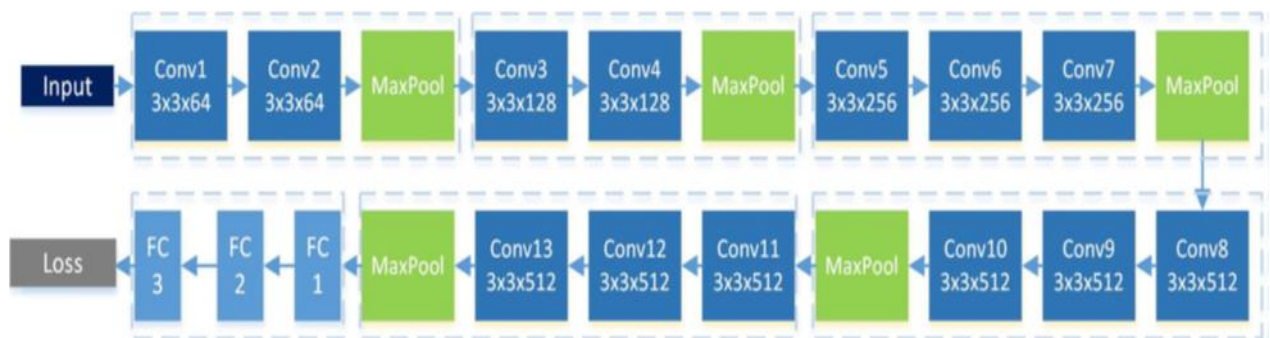 Input
Conv1
3x3x64
Conv2
3x3x64
MaxPool
Conv3
3x3x128
Conv4
3x3x128
MaxPool
Conv5
3x3x256
Conv6
3x3x256
Conv7
3x3x256
MaxPool
Conv8
3x3x512
Conv9
3x3x512
Conv10
3x3x512
MaxPool
Conv11
3x3x512
Conv12
3x3x512
Conv13
3x3x512
MaxPool
FC
1
FC
2
FC
3
Loss